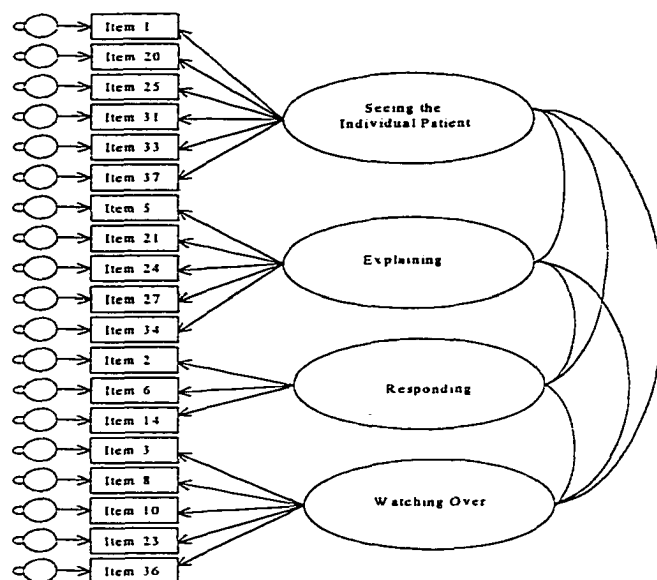 Item 1
Item 20
Item 25
Item 31
Item 33
Item 37
Item 5
Item 21
Item 24
Item 27
Item 34
Item 2
Item 6
Item 14
Item 3
Item 8
Item 10
Item 23
Item 36
Seeing the
Individual Patient
Explaining
Responding
Watching Over